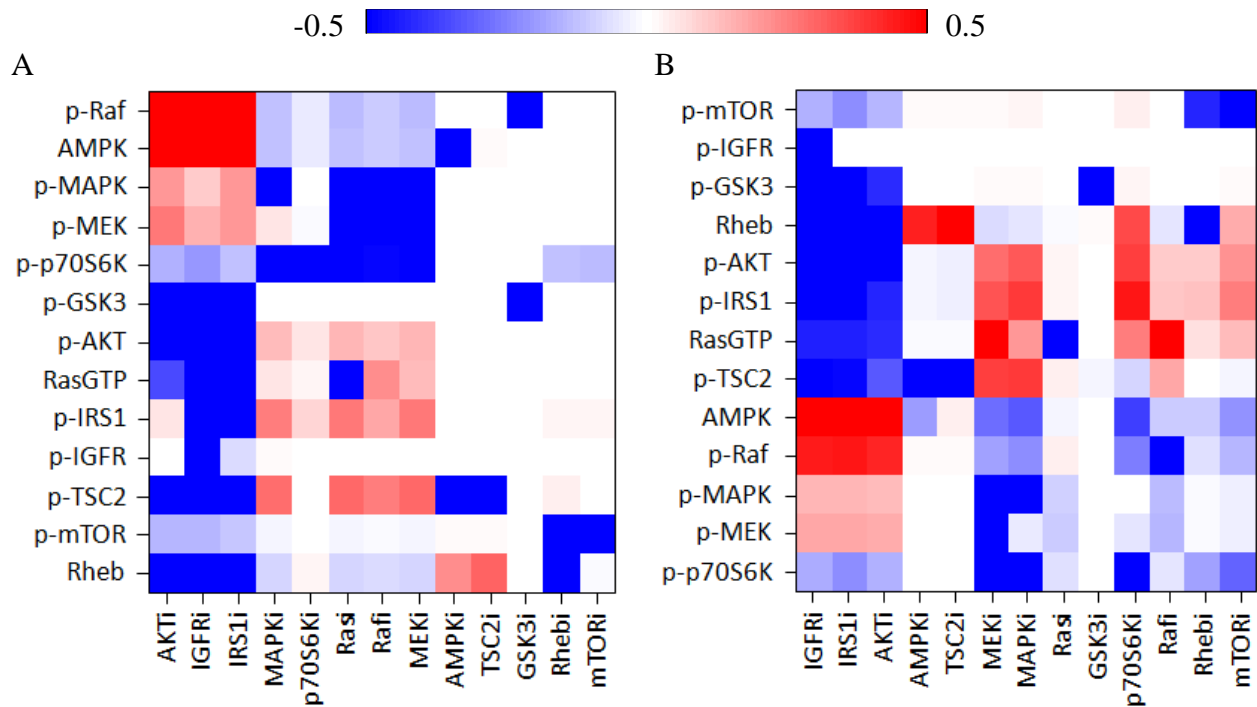 -0.5 0.5
A
B
p-Raf
AMPK
p-MAPK
p-MEK
p-p70S6K
p-GSK3
p-AKT
RasGTP
p-IRS1
p-IGFR
p-TSC2
p-mTOR
Rheb
AKTi
IGFRi
IRS1i
MAPKi
p70S6Ki
Rasi
Rafi
MEKi
AMPKi
TSC2i
GSK3i
Rhebi
mTORi
p-mTOR
p-IGFR
p-GSK3
Rheb
p-AKT
p-IRS1
RasGTP
p-TSC2
AMPK
p-Raf
p-MAPK
p-MEK
p-p70S6K
IGFRi
IRS1i
AKTi
AMPKi
TSC2i
MEKi
MAPKi
Rasi
GSK3i
p70S6Ki
Rafi
Rhebi
mTORi